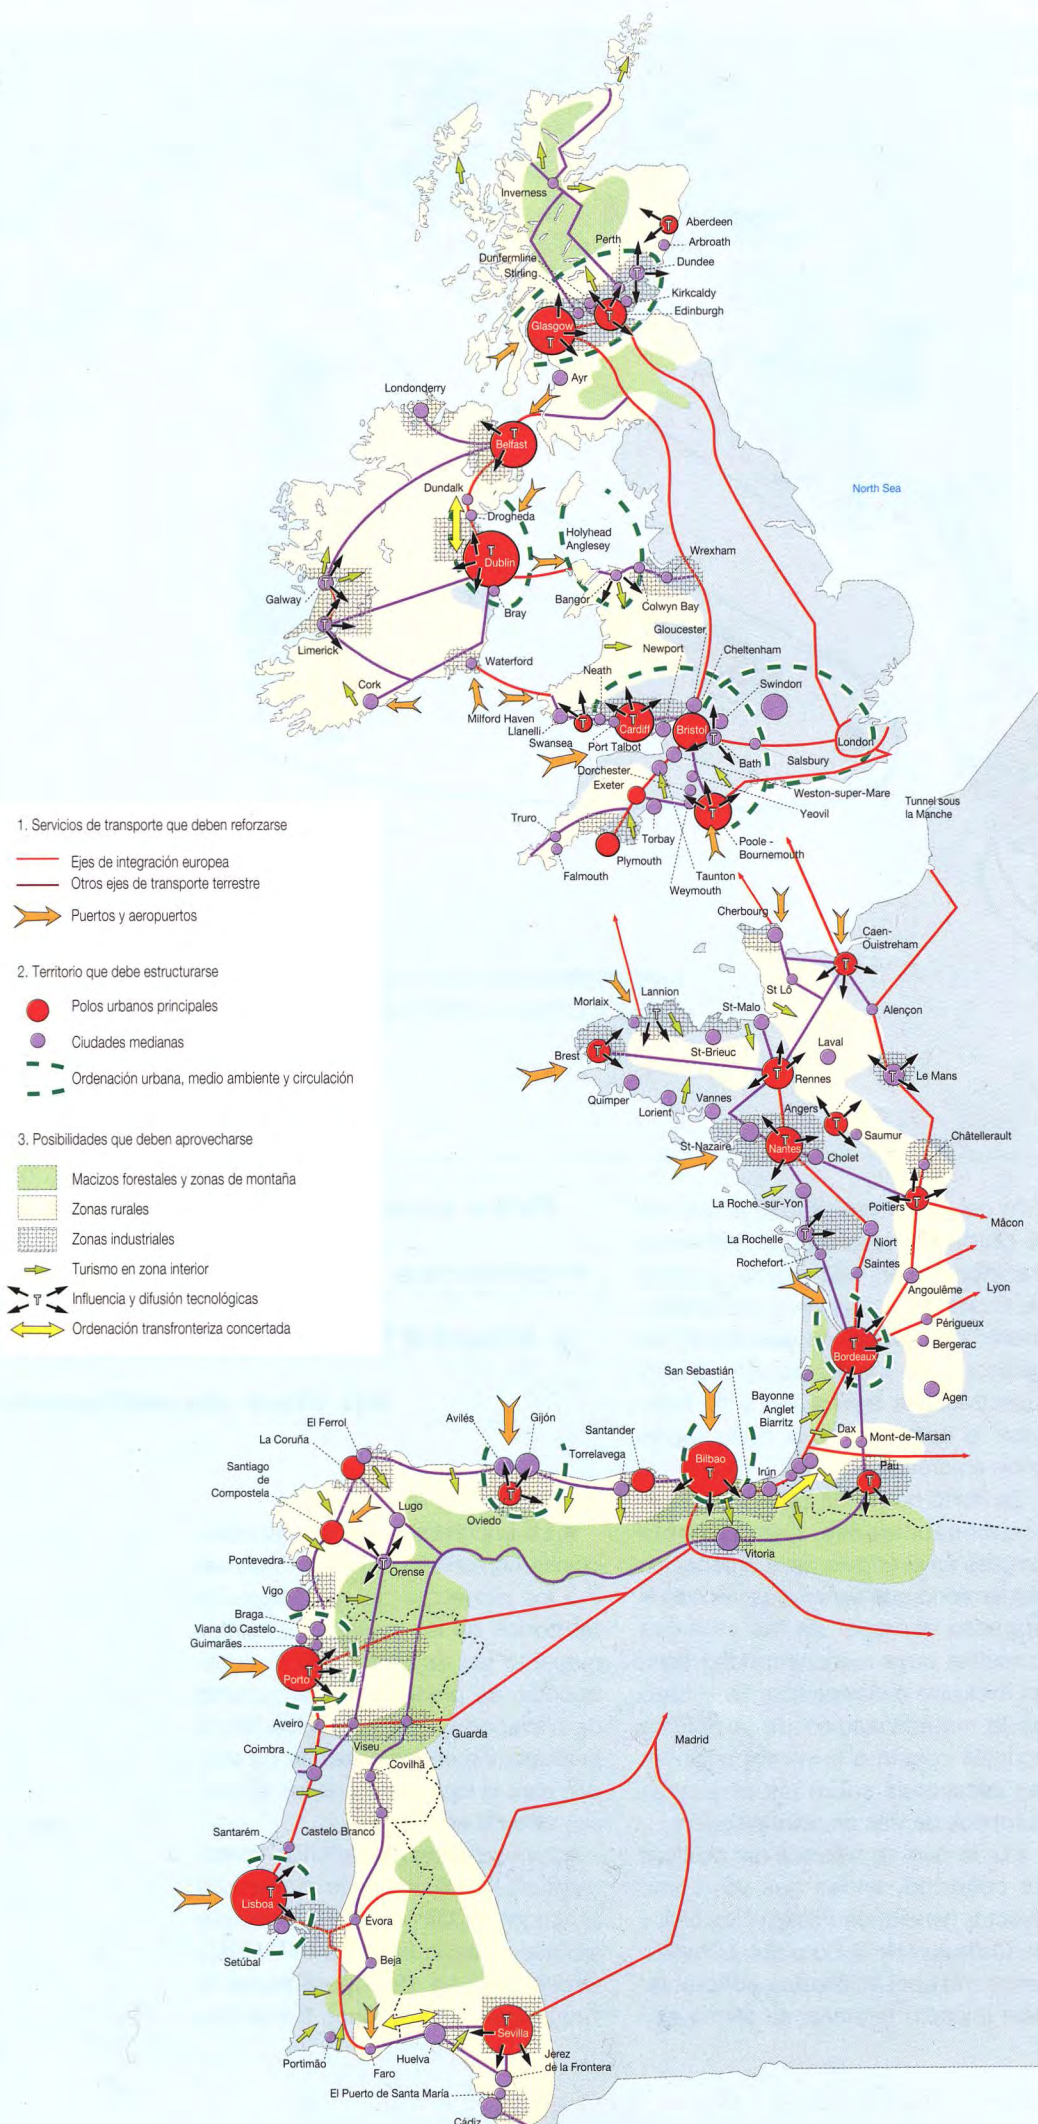 Inverness
Aberdeen
Arbroath
Perth
Dundee
Dunfermline
Stirling
Kirkcaldy
Edinburgh
T
T
T
Glasgow
T
Ayr
Londonderry
T
Belfast
North Sea
Dundalk
Drogheda
Holyhead
Anglesey
Wrexham
T
Dublin
T
Galway
Bangor
Colwyn Bay
Bray
T
Limerick
Gloucester
Newport
Cheltenham
Waterford
Neath
Swindon
Cork
Milford Haven
Llanelli
Swansea
T
T
Cardiff
Port Talbot
Bristol
T
Bath
London
Salsbury
Dorchester
Exeter
Weston-super-Mare
Yeovil
Tunnel sous
la Manche
Truro
Torbay
T
Poole -
Bournemouth
Plymouth
Falmouth
Taunton
Weymouth
1. Servicios de transporte que deben reforzarse
Ejes de integración europea
Otros ejes de transporte terrestre
Puertos y aeropuertos
2. Territorio que debe estructurarse
Polos urbanos principales
Ciudades medianas
Ordenación urbana, medio ambiente y circulación
3. Posibilidades que deben aprovecharse
Macizos forestales y zonas de montaña
Zonas rurales
Zonas industriales
Turismo en zona interior
T
Influencia y difusión tecnológicas
Ordenación transfronteriza concertada
Cherbourg
Caen-
Ouistreham
T
Lannion
T
Morlaix
St Lô
St-Malo
Alençon
Brest
T
St-Brieuc
Laval
T
Rennes
T
Le Mans
Quimper
Lorient
Vannes
Angers
T
Saumur
Châtellerault
St-Nazaire
T
Nantes
Cholet
La Roche -sur-Yon
Poitiers
T
Mâcon
La Rochelle
T
Niort
Rochefort
Saintes
Angoulême
Lyon
Périgueux
Bergerac
T
Bordeaux
San Sebastián
Bayonne
Anglet
Biarritz
Agen
Dax
Mont-de-Marsan
El Ferrol
La Coruña
Avilés
Gijón
Santander
Torrelavega
Bilbao
T
Irún
Pau
T
Santiago
de
Compostela
Lugo
T
Oviedo
Vitoria
Pontevedra
T
Orense
Vigo
Braga
Viana do Castelo
Guimarães
T
Porto
Aveiro
Viseu
Guarda
Coimbra
Covilhã
Madrid
Santarém
Castelo Branco
T
Lisboa
Évora
Setúbal
Beja
T
Sevilla
Portimão
Faro
Huelva
Jerez
de la Frontera
El Puerto de Santa María
Cádiz